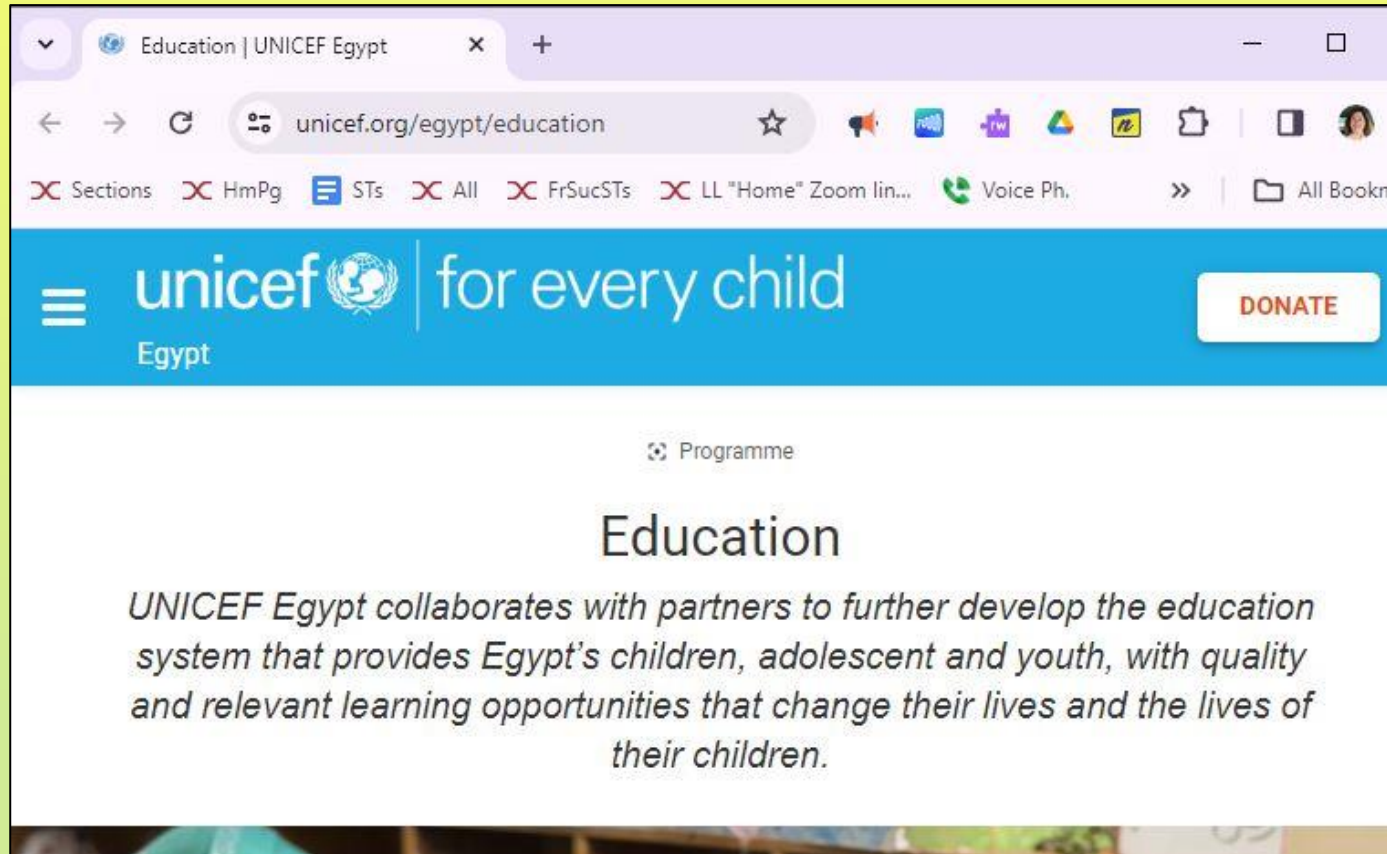 Education | UNICEF Egypt
unicef.org/egypt/education
rw
n
Sections HmPg STs All FrSucSTs LL "Home" Zoom lin... Voice Ph. » All Bookm
unicef for every child
DONATE
Egypt
Programme
Education
UNICEF Egypt collaborates with partners to further develop the education
system that provides Egypt’s children, adolescent and youth, with quality
and relevant learning opportunities that change their lives and the lives of
their children.